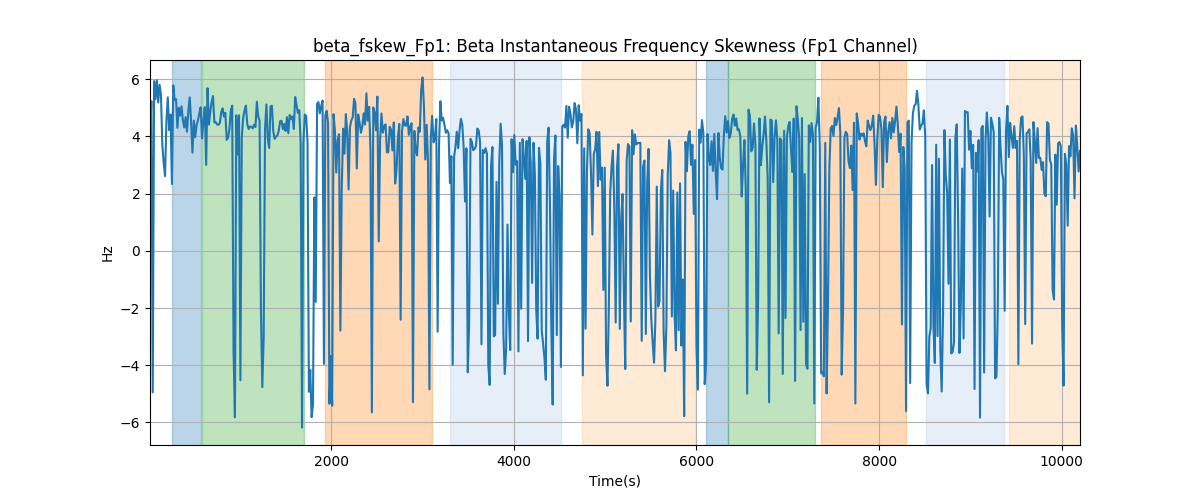 beta_fskew_Fp1: Beta Instantaneous Frequency Skewness (Fp1 Channel)
6
4
2
0
−2
−4
−6
Hz
2000 4000 6000 8000 10000
Time(s)